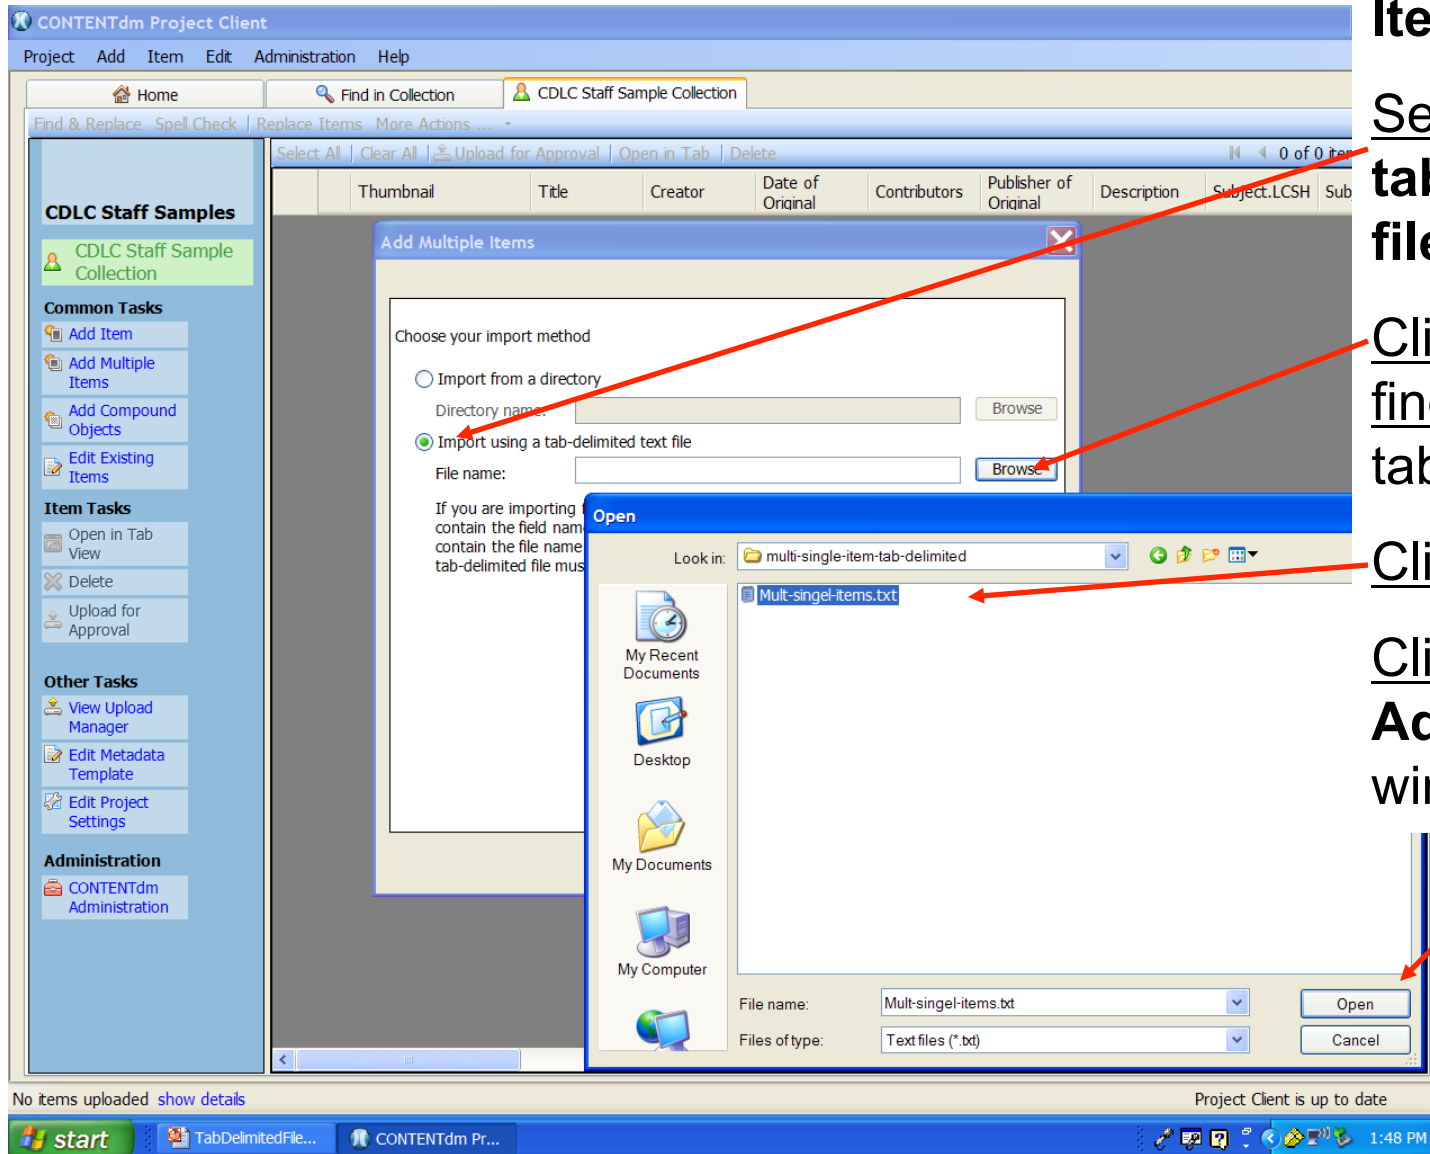 CONTENTdm Project Client
Project Add Item Edit Administration Help
Home Find in Collection CDLC Staff Sample Collection
Find & Replace Spell Check Replace Items More Actions ...
Select All Clear All Upload for Approval Open in Tab Delete 0 of 0
Thumbnail Title Creator Date of Original Contributors Publisher of Original Description Subject.LCSH
CDLC Staff Samples
CDLC Staff Sample
Collection
Common Tasks
Add Item
Add Multiple
Items
Add Compound
Objects
Edit Existing
Items
Item Tasks
Open in Tab
View
Delete
Upload for
Approval
Other Tasks
View Upload
Manager
Edit Metadata
Template
Edit Project
Settings
Administration
CONTENTdm
Administration
Add Multiple Items
Choose your import method
Import from a directory
Directory name: Browse
Import using a tab-delimited text file
File name: Browse
If you are importing
contain the field
contain the file name
tab-delimited file
Open
Look in: multi-single-item-tab-delimited
Mult-singel-items.txt
My Recent
Documents
Desktop
My Documents
My Computer
File name: Mult-singel-items.txt Open
Files of type: Text files (*.txt) Cancel
No items uploaded show details Project Client is up to date
start TabDelimitedFile... CONTENTdm Pr... 1:48 PM